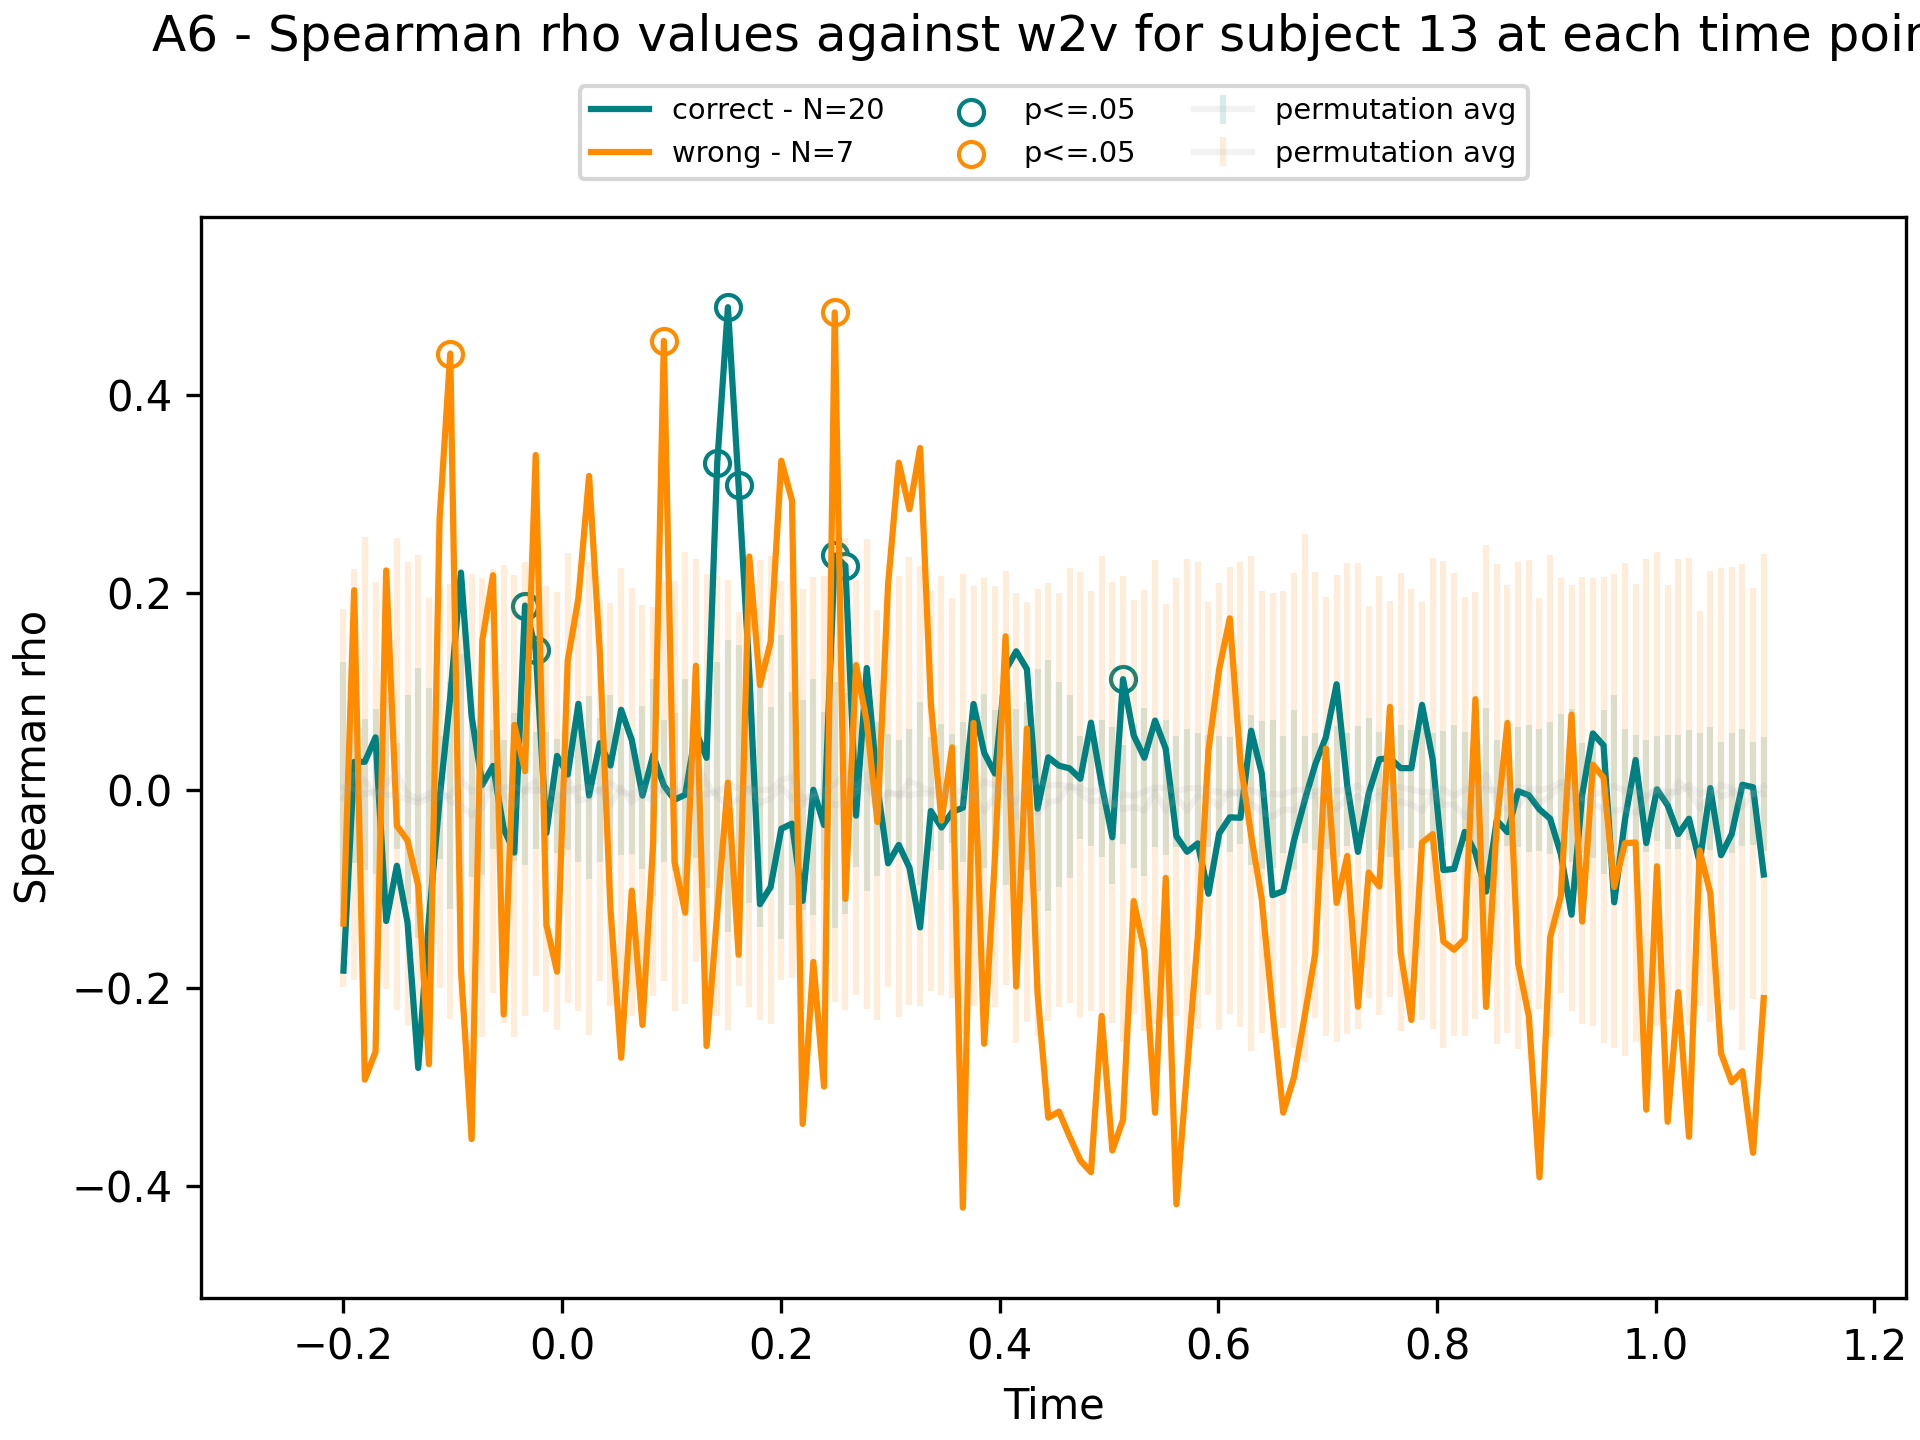 A6 - Spearman rho values against w2v for subject 13 at each time poin
correct - N=20 p<=.05 permutation avg
wrong - N=7 p<=.05 permutation avg
Spearman rho
0.4
0.2
0.0
−0.2
−0.4
−0.2 0.0 0.2 0.4 0.6 0.8 1.0 1.2
Time